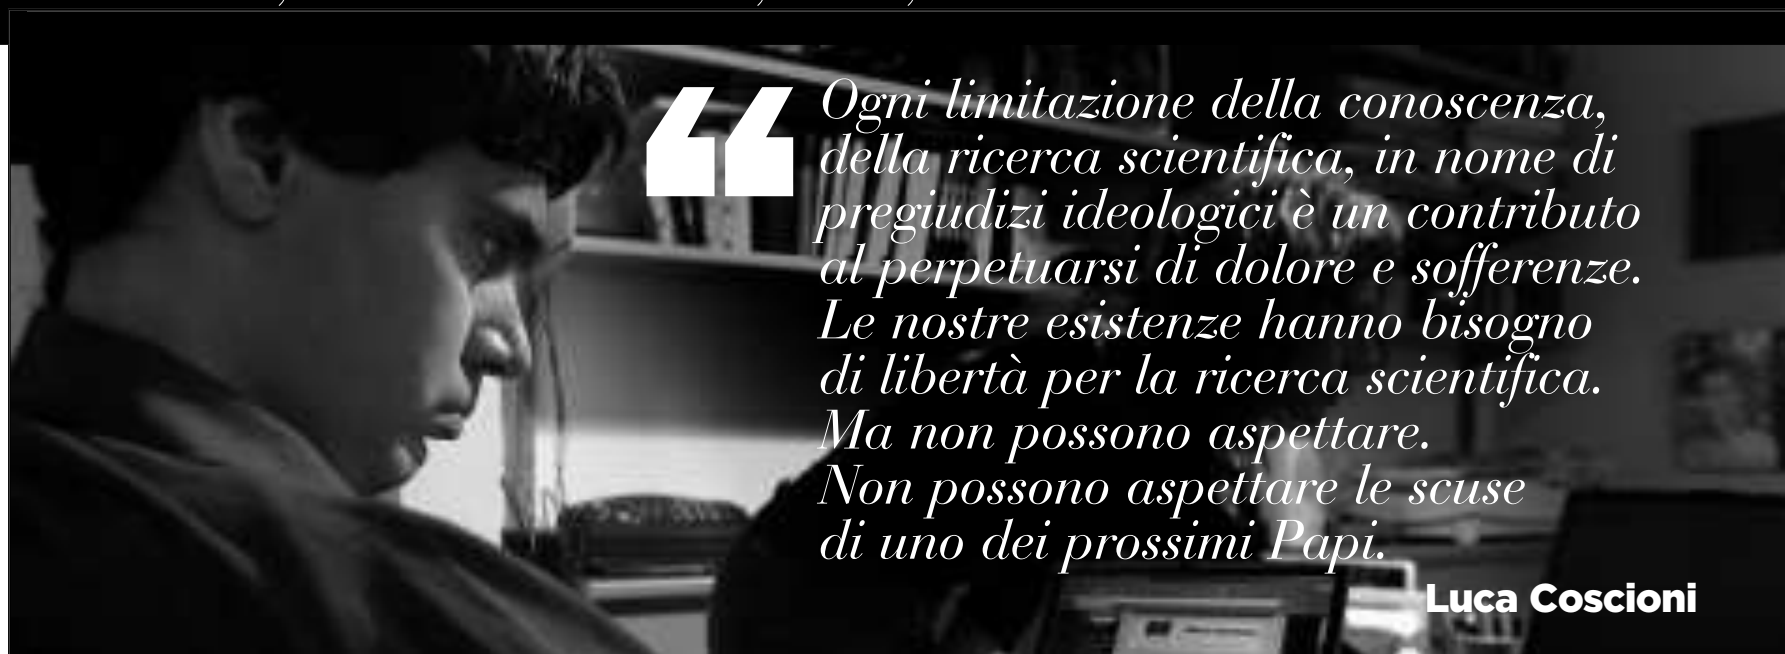 “Ogni limitazione della conoscenza,
della ricerca scientifica, in nome di
pregiudizi ideologici è un contributo
al perpetuarsi di dolore e sofferenze.
Le nostre esistenze hanno bisogno
di libertà per la ricerca scientifica.
Ma non possono aspettare.
Non possono aspettare le scuse
di uno dei prossimi Papi.
Luca Coscioni